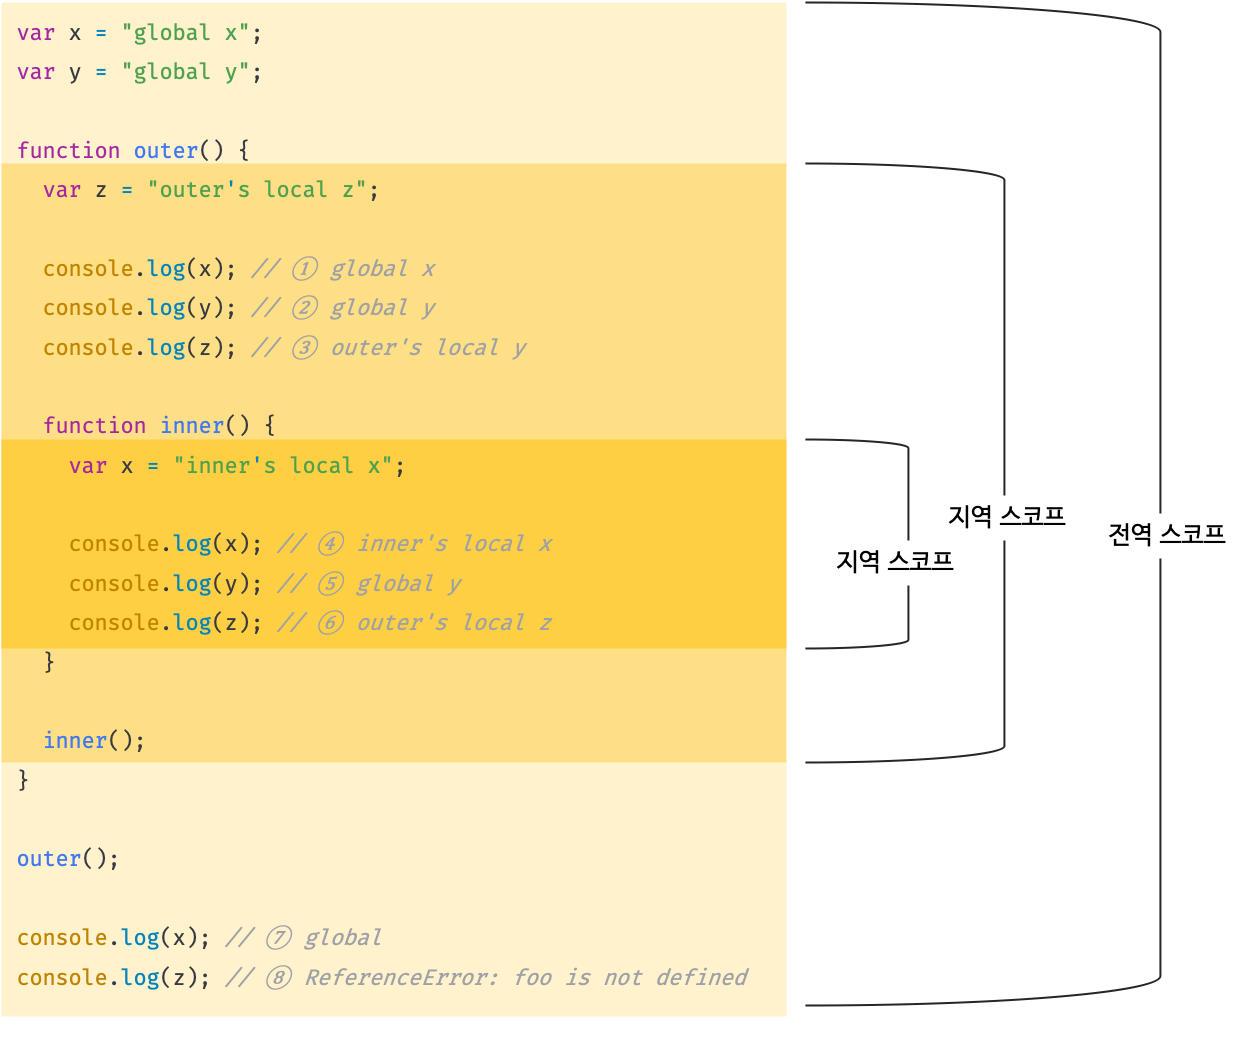 var x = "global x";
var y = "global y";
function outer() {
var z = "outer's local z";
console.log(x); // ① global x
console.log(y); // ② global y
console.log(z); // ③ outer's local y
function inner() {
var x = "inner's local x";
console.log(x); // ④ inner's local x
console.log(y); // ⑤ global y
console.log(z); // ⑥ outer's local z
}
inner();
}
outer();
console.log(x); // ⑦ global
console.log(z); // ⑧ ReferenceError: foo is not defined
지역 스코프
지역 스코프
전역 스코프